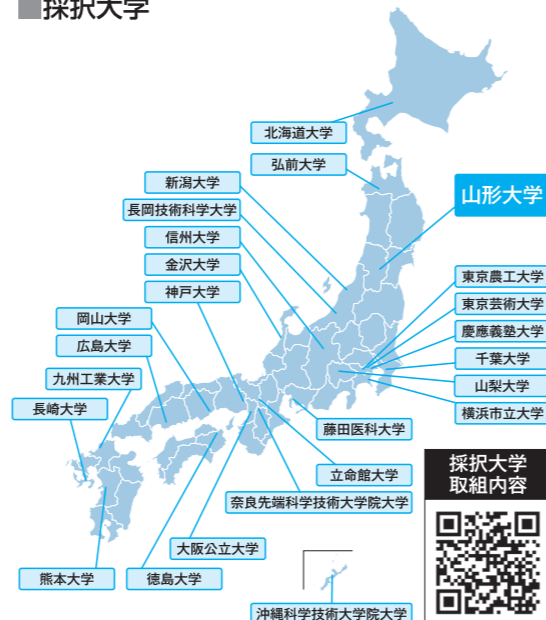 ■採択大学
北海道大学
弘前大学
新潟大学
山形大学
長岡技術科学大学
信州大学
金沢大学
神戸大学
東京農工大学
東京芸術大学
岡山大学
慶應義塾大学
広島大学
千葉大学
九州工業大学
山梨大学
長崎大学
横浜市立大学
藤田医科大学
立命館大学
奈良先端科学技術大学院大学
大阪公立大学
熊本大学
徳島大学
沖縄科学技術大学院大学
採択大学
取組内容